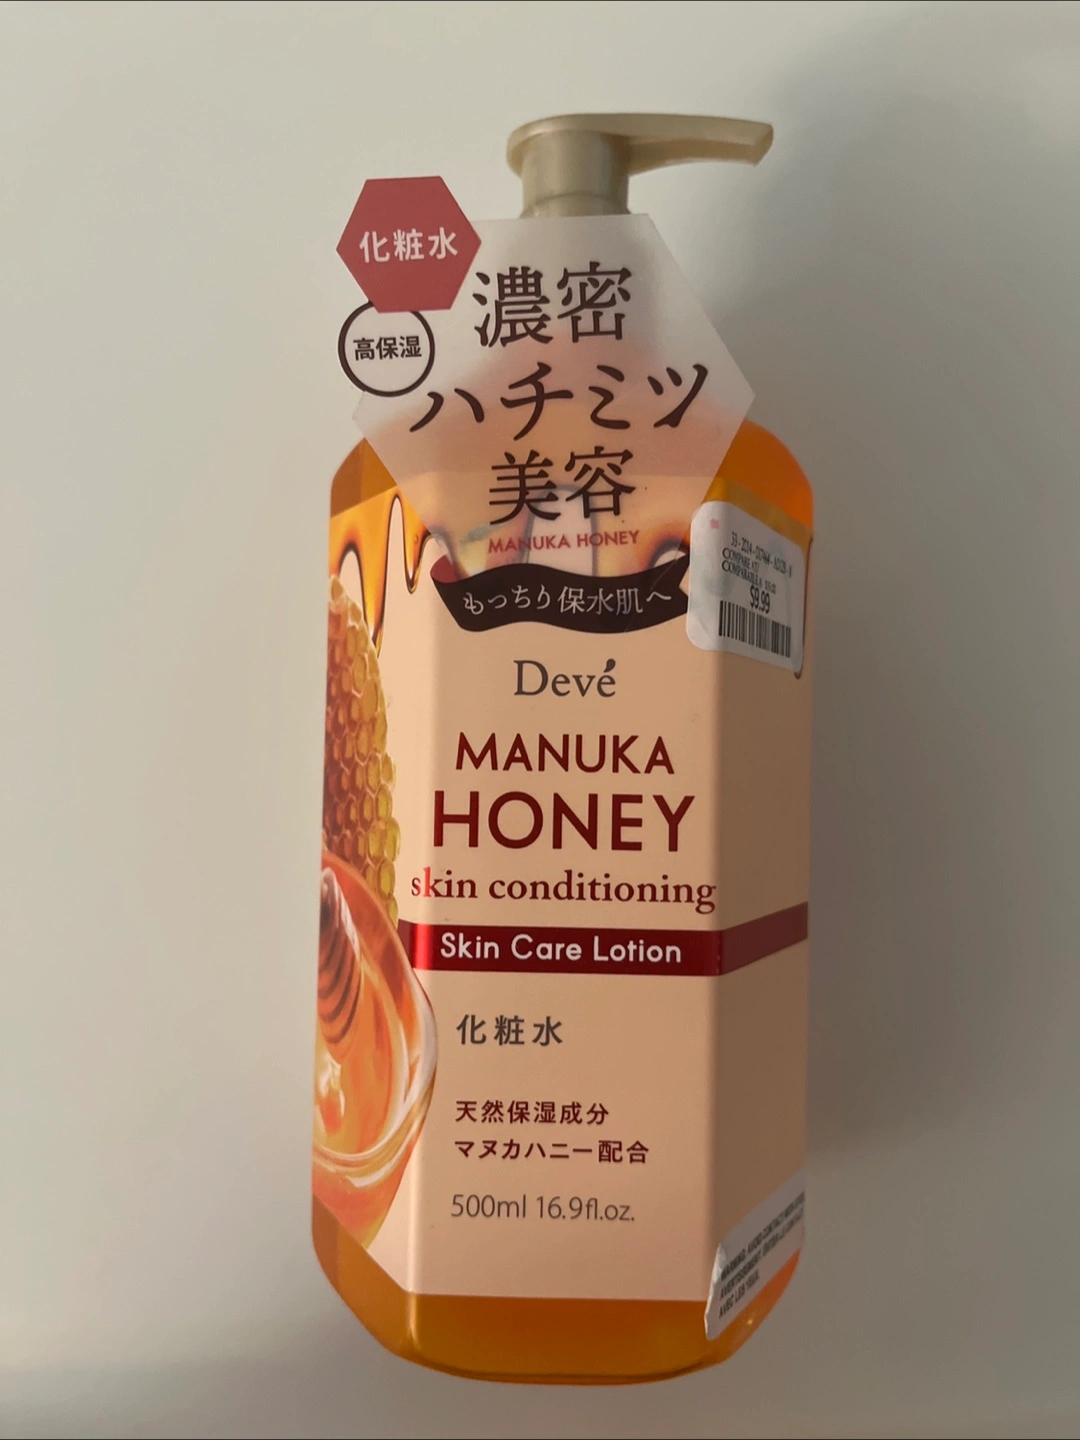 化粧水
高保湿
濃密
ハチミツ
美容
MANUKA HONEY
もっちり保水肌へ
$9.99
Devé
MANUKA
HONEY
skin conditioning
Skin Care Lotion
化粧水
天然保湿成分
マヌカハニー配合
500ml 16.9fl.oz.